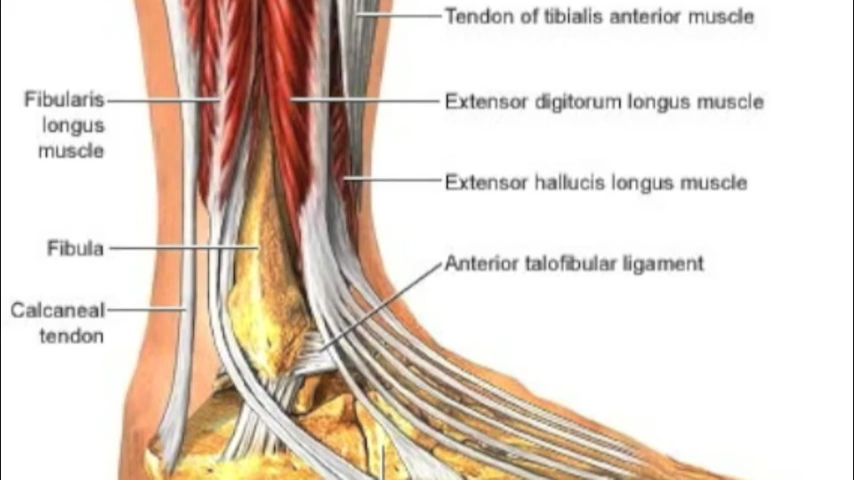 Tendon of tibialis anterior muscle
Fibularis
longus
muscle
Extensor digitorum longus muscle
Extensor hallucis longus muscle
Fibula
Anterior talofibular ligament
Calcaneal
tendon